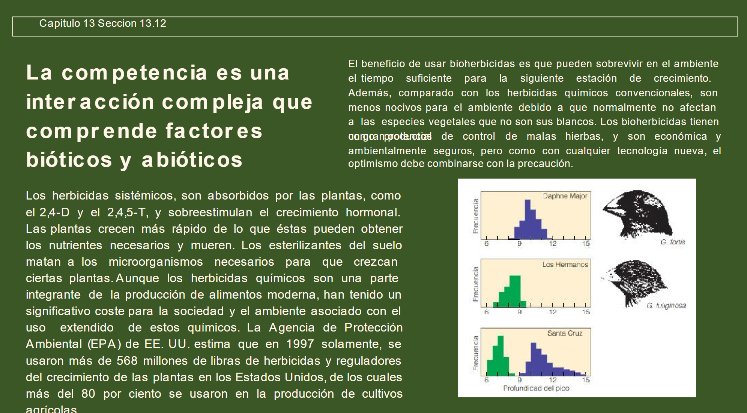 Capitulo 13 Seccion 13.12
La competencia es una
interacción compleja que
comprende factores
bióticos y abióticos
Los herbicidas sistémicos, son absorbidos por las plantas, como
el 2,4-D y el 2,4,5-T, y sobreestimulan el crecimiento hormonal.
Las plantas crecen más rápido de lo que éstas pueden obtener
los nutrientes necesarios y mueren. Los esterilizantes del suelo
matan a los microorganismos necesarios para que crezcan
ciertas plantas. Aunque los herbicidas químicos son una parte
integrante de la producción de alimentos moderna, han tenido un
significativo coste para la sociedad y el ambiente asociado con el
uso extendido de estos químicos. La Agencia de Protección
Ambiental (EPA) de EE. UU. estima que en 1997 solamente, se
usaron más de 568 millones de libras de herbicidas y reguladores
del crecimiento de las plantas en los Estados Unidos, de los cuales
más del 80 por ciento se usaron en la producción de cultivos
agrícolas
El beneficio de usar bioherbicidas es que pueden sobrevivir en el ambiente
el tiempo suficiente para la siguiente estación de crecimiento.
Además, comparado con los herbicidas químicos convencionales, son
menos nocivos para el ambiente debido a que normalmente no afectan
a las especies vegetales que no son sus blancos. Los bioherbicidas tienen
un gran potencial de control de malas hierbas, y son económica y
ambientalmente seguros, pero como con cualquier tecnología nueva, el
optimismo debe combinarse con la precaución.
Daphne Major
Frecuencia
6 9 12 15
G. fortis
Los Hermanos
Frecuencia
6 9 12 15
G. fuliginosa
Santa Cruz
Frecuencia
6 9 12 15
Profundidad del pico